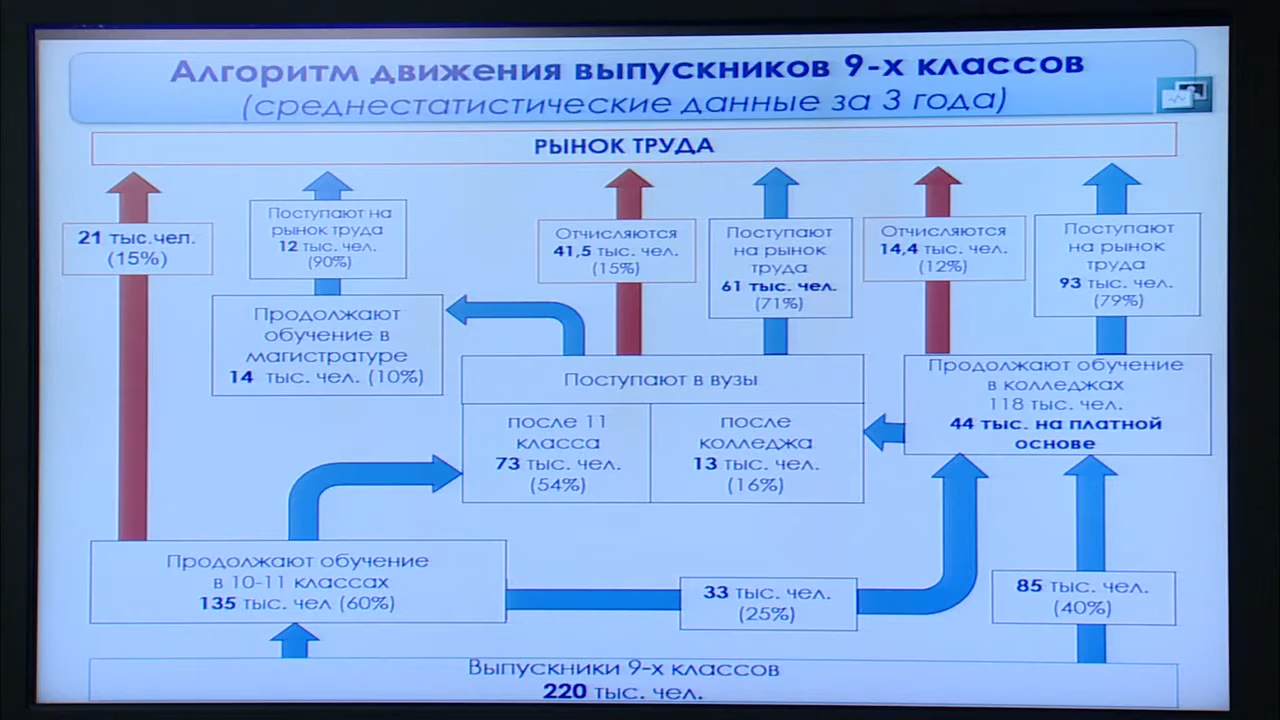 Алгоритм движения выпускников 9-х классов
(среднестатистические данные за 3 года)
РЫНОК ТРУДА
21 тыс.чел.
(15%)
Поступают на
рынок труда
12 тыс. чел.
(90%)
Отчисляются
41,5 тыс. чел.
(15%)
Поступают
на рынок
труда
61 тыс. чел.
(71%)
Отчисляются
14,4 тыс. чел.
(12%)
Поступают
на рынок
труда
93 тыс. чел.
(79%)
Продолжают
обучение в
магистратуре
14 тыс. чел. (10%)
Поступают в вузы
после 11
класса
73 тыс. чел.
(54%)
после
колледжа
13 тыс. чел.
(16%)
Продолжают обучение
в колледжах
118 тыс. чел.
44 тыс. на платной
основе
Продолжают обучение
в 10-11 классах
135 тыс. чел (60%)
33 тыс. чел.
(25%)
85 тыс. чел.
(40%)
Выпускники 9-х классов
220 тыс. чел.